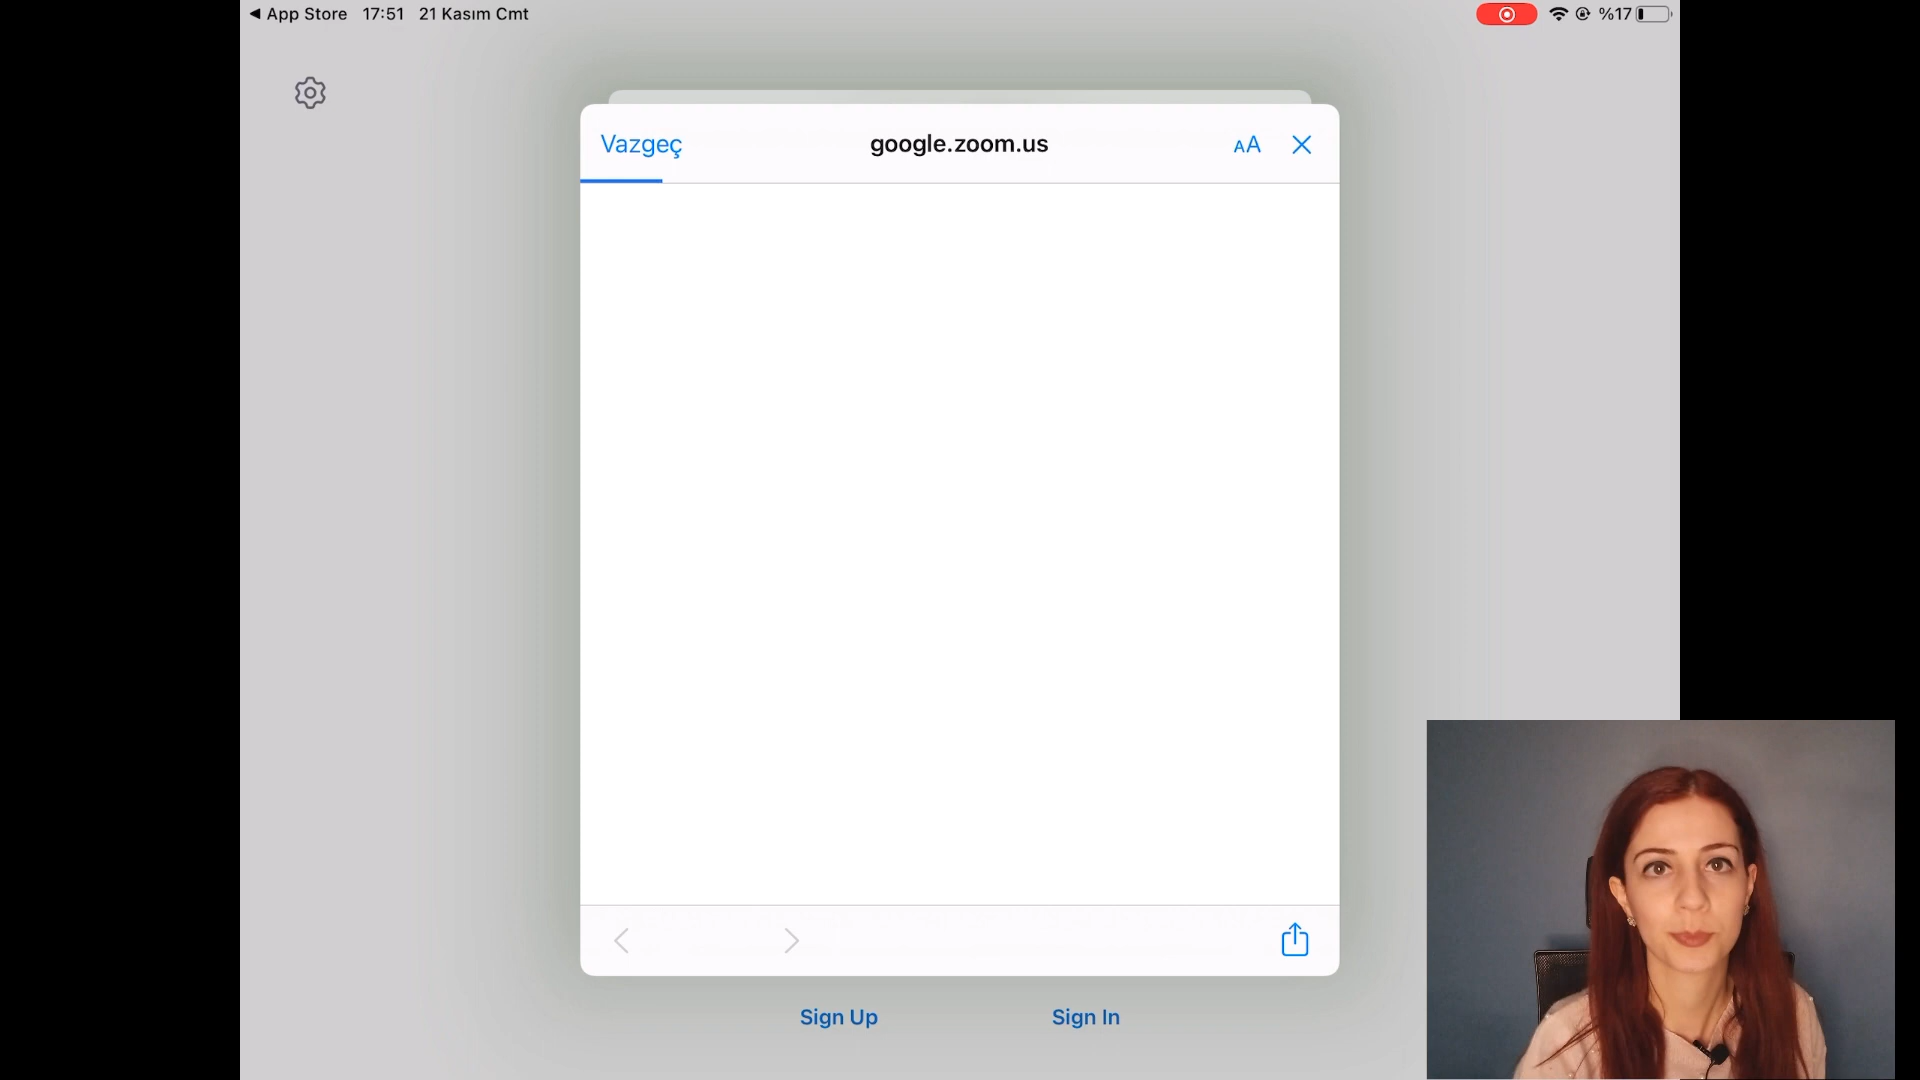 ◀ App Store 17:51 21 Kasım Cmt %17
Vazgeç google.zoom.us AA
Sign Up Sign In